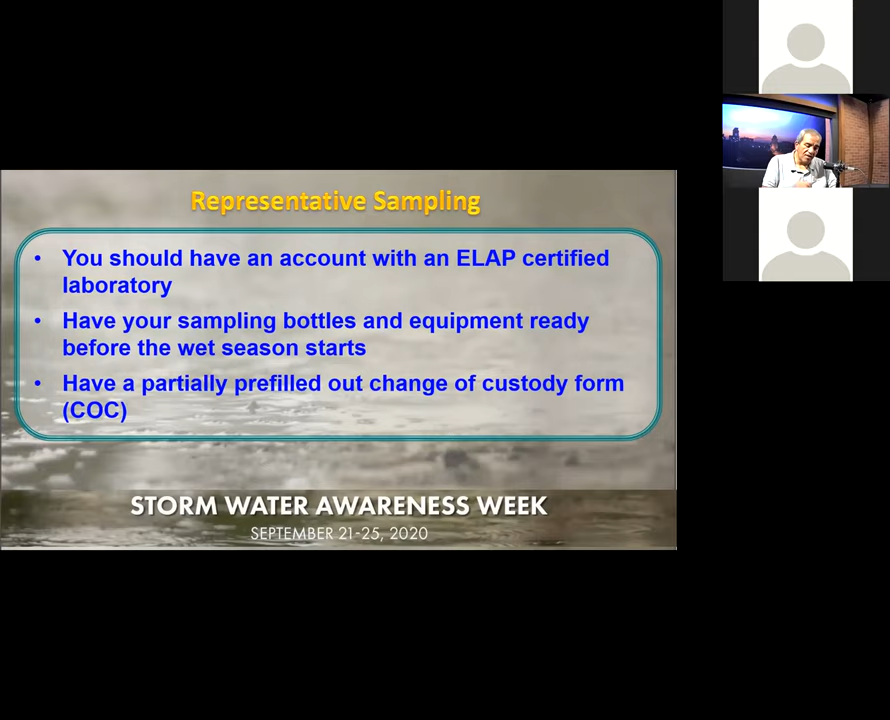 Representative Sampling
• You should have an account with an ELAP certified
laboratory
• Have your sampling bottles and equipment ready
before the wet season starts
• Have a partially prefilled out change of custody form
(COC)
STORM WATER AWARENESS WEEK
SEPTEMBER 21-25, 2020